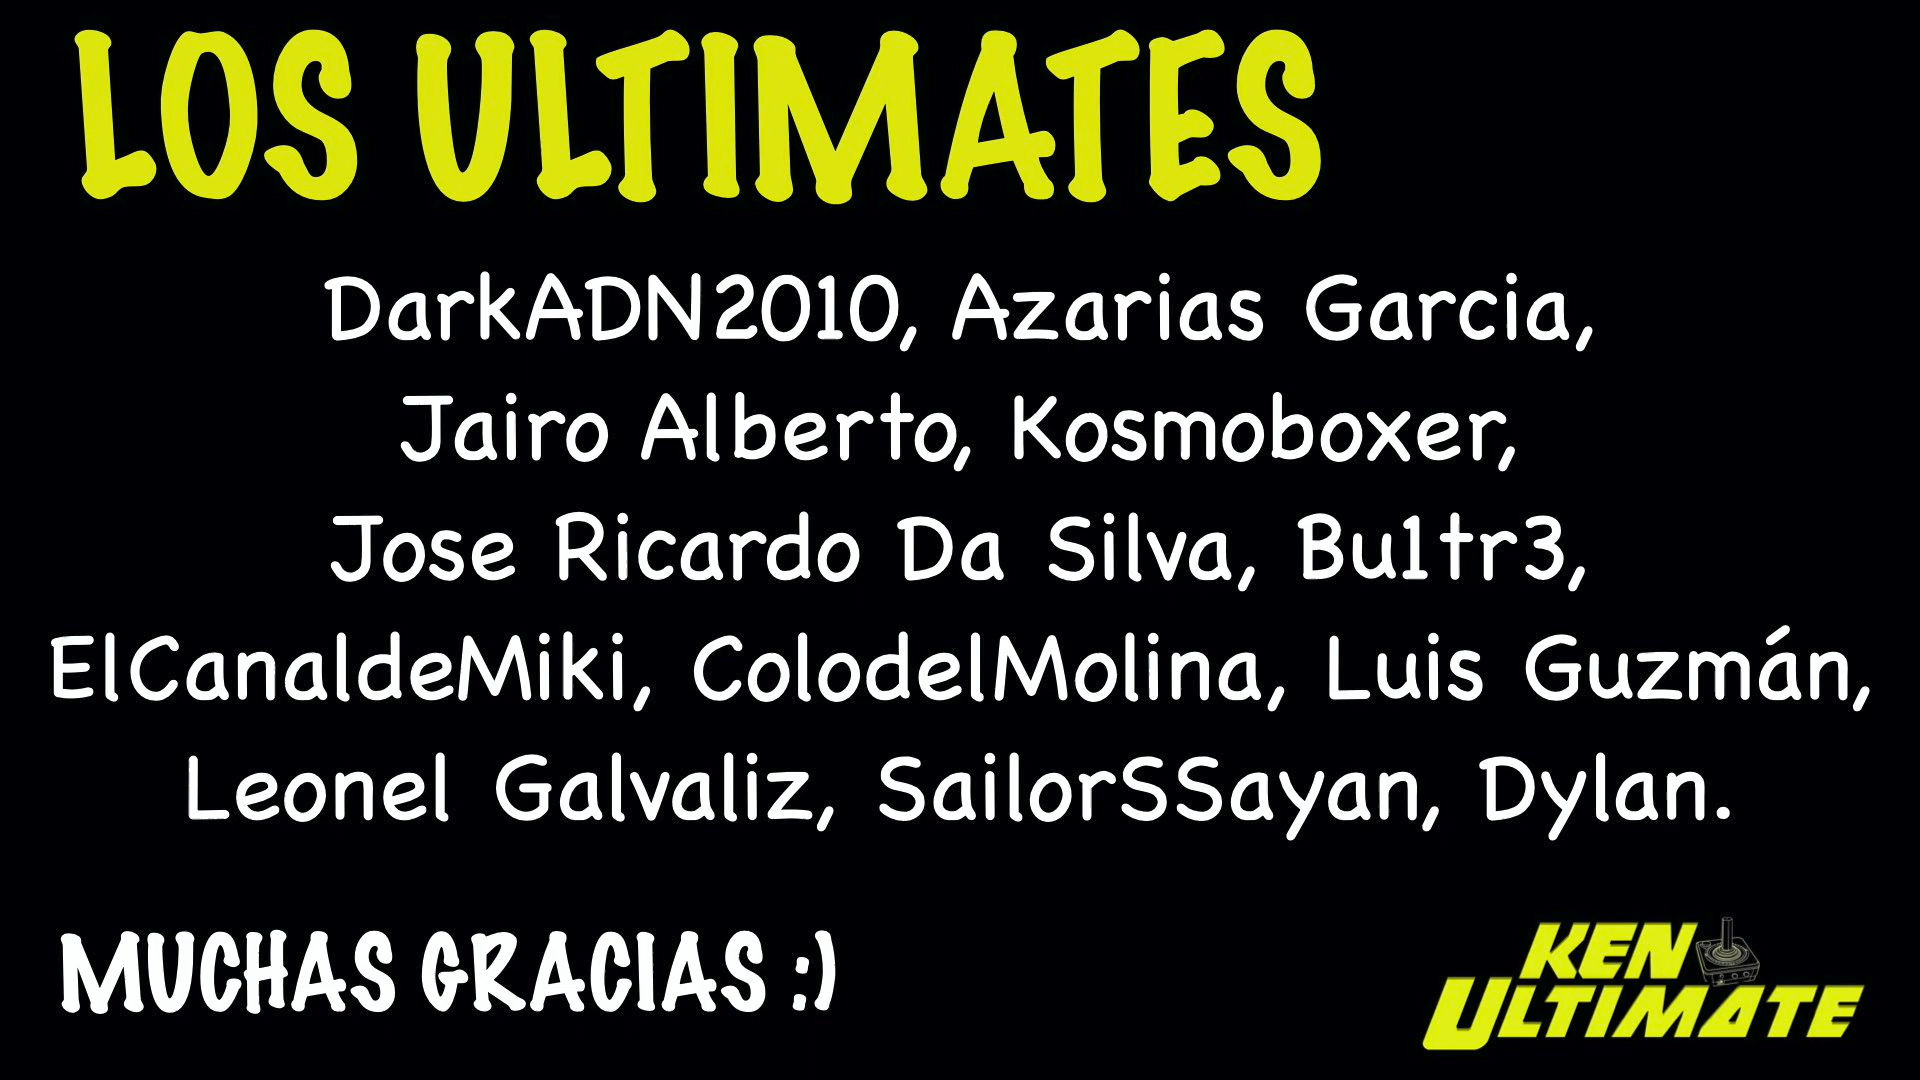 LOS ULTIMATES
DarkADN2010, Azarias Garcia,
Jairo Alberto, Kosmoboxer,
Jose Ricardo Da Silva, Bu1tr3,
ElCanaldeMiki, ColodelMolina, Luis Guzmán,
Leonel Galvaliz, SailorSSayan, Dylan.
MUCHAS GRACIAS :)
KEN
ULTIMATE